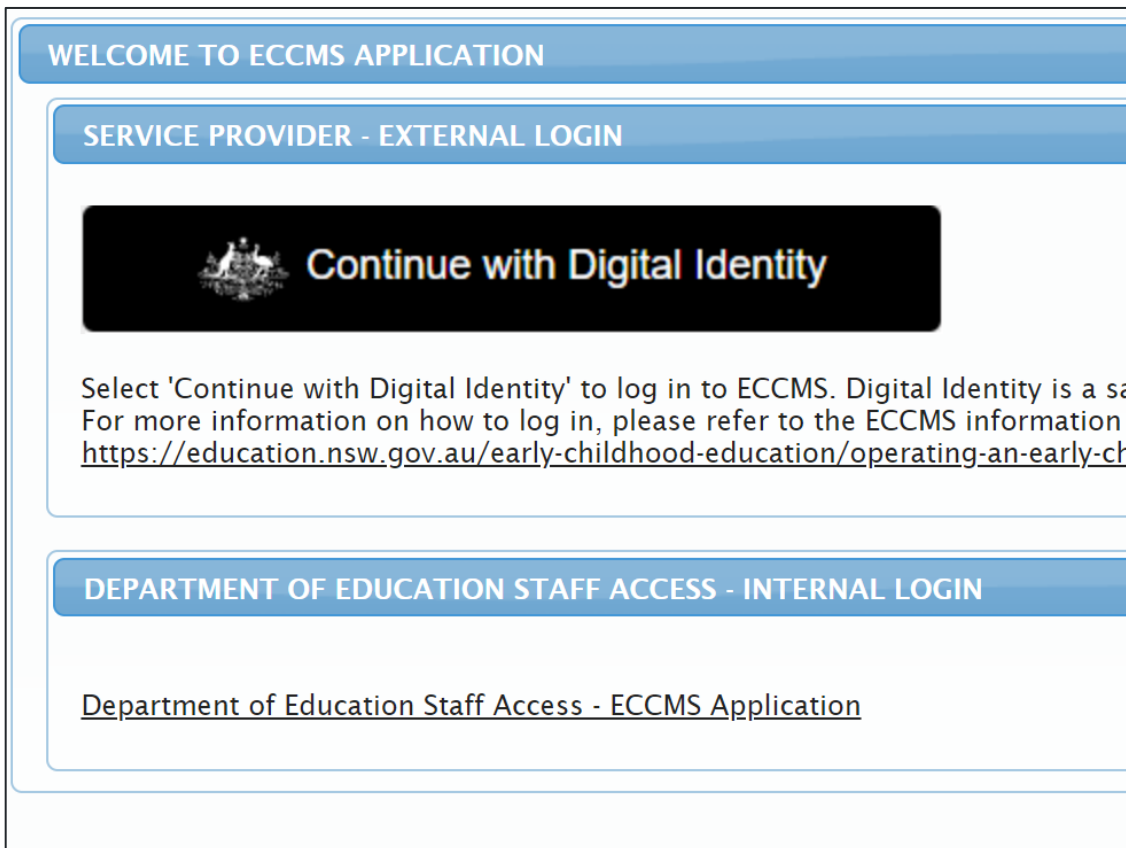 WELCOME TO ECCMS APPLICATION
SERVICE PROVIDER - EXTERNAL LOGIN
Continue with Digital Identity
Select 'Continue with Digital Identity' to log in to ECCMS. Digital Identity is a
For more information on how to log in, please refer to the ECCMS information
https://education.nsw.gov.au/early-childhood-education/operating-an-early-ch
DEPARTMENT OF EDUCATION STAFF ACCESS - INTERNAL LOGIN
Department of Education Staff Access - ECCMS Application